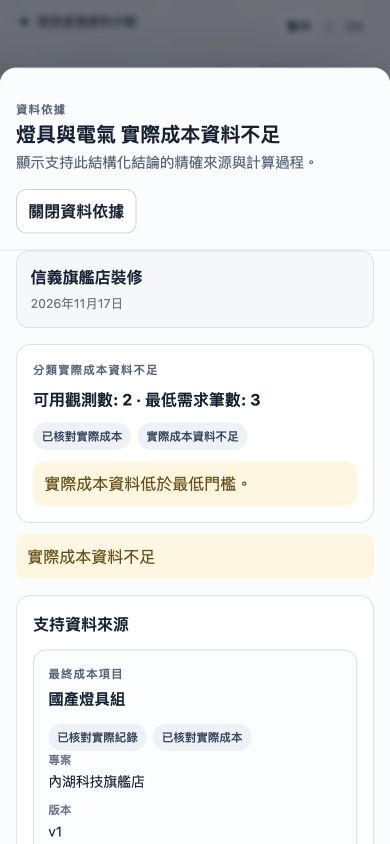 資料依據
燈具與電氣 實際成本資料不足
顯示支持此結構化結論的精確來源與計算過程。
關閉資料依據
信義旗艦店裝修
2026年11月17日
分類實際成本資料不足
可用觀測數: 2 · 最低需求筆數: 3
已核對實際成本 實際成本資料不足
實際成本資料低於最低門檻。
實際成本資料不足
支持資料來源
最終成本項目
國產燈具組
已核對實際紀錄 已核對實際成本
專案
內湖科技旗艦店
版本
v1